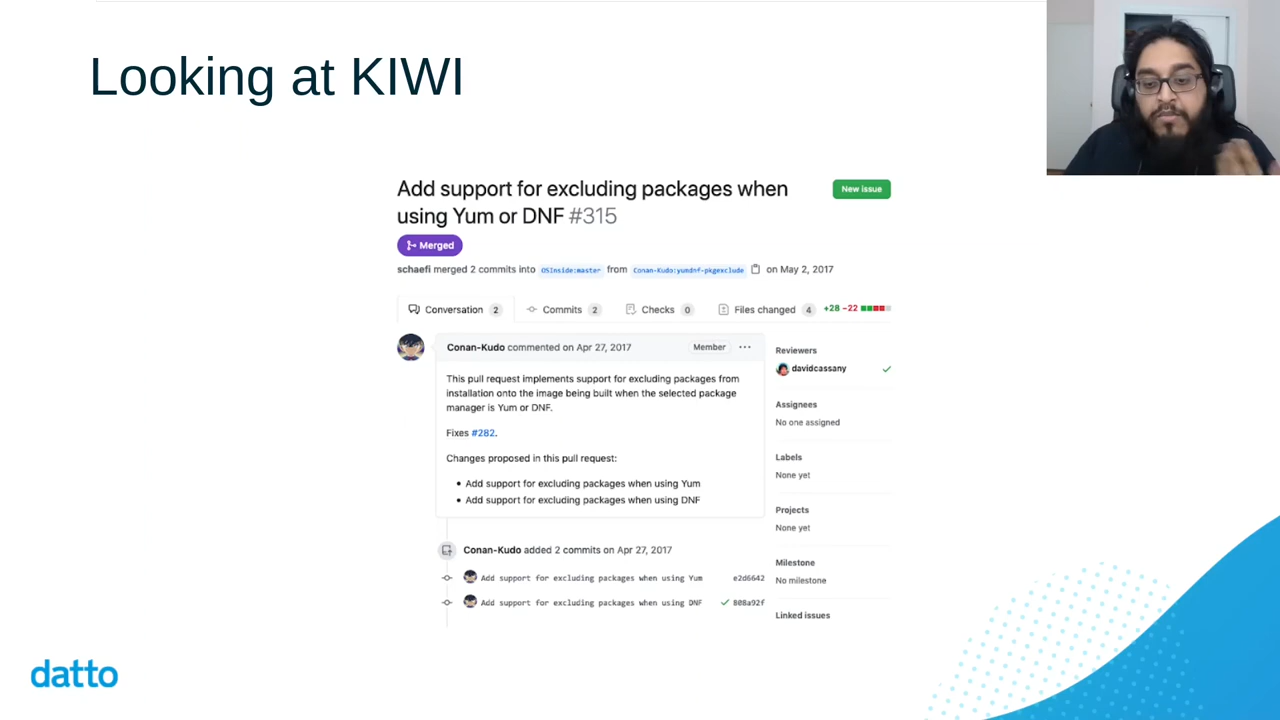 Looking at KIWI
Add support for excluding packages when
using Yum or DNF #315
New issue
Merged
schaefi merged 2 commits into OSInside:master from Conan-Kudo:yumdnf-pkgexclude on May 2, 2017
Conversation 2 Commits 2 Checks 0 Files changed 4 +28 −22
Conan-Kudo commented on Apr 27, 2017 Member
This pull request implements support for excluding packages from
installation onto the image being built when the selected package
manager is Yum or DNF.
Fixes #282.
Changes proposed in this pull request:
• Add support for excluding packages when using Yum
• Add support for excluding packages when using DNF
Conan-Kudo added 2 commits on Apr 27, 2017
Add support for excluding packages when using Yum e2d6642
Add support for excluding packages when using DNF 808a92f
Reviewers
davidcassany
Assignees
No one assigned
Labels
None yet
Projects
None yet
Milestone
No milestone
Linked issues
datto